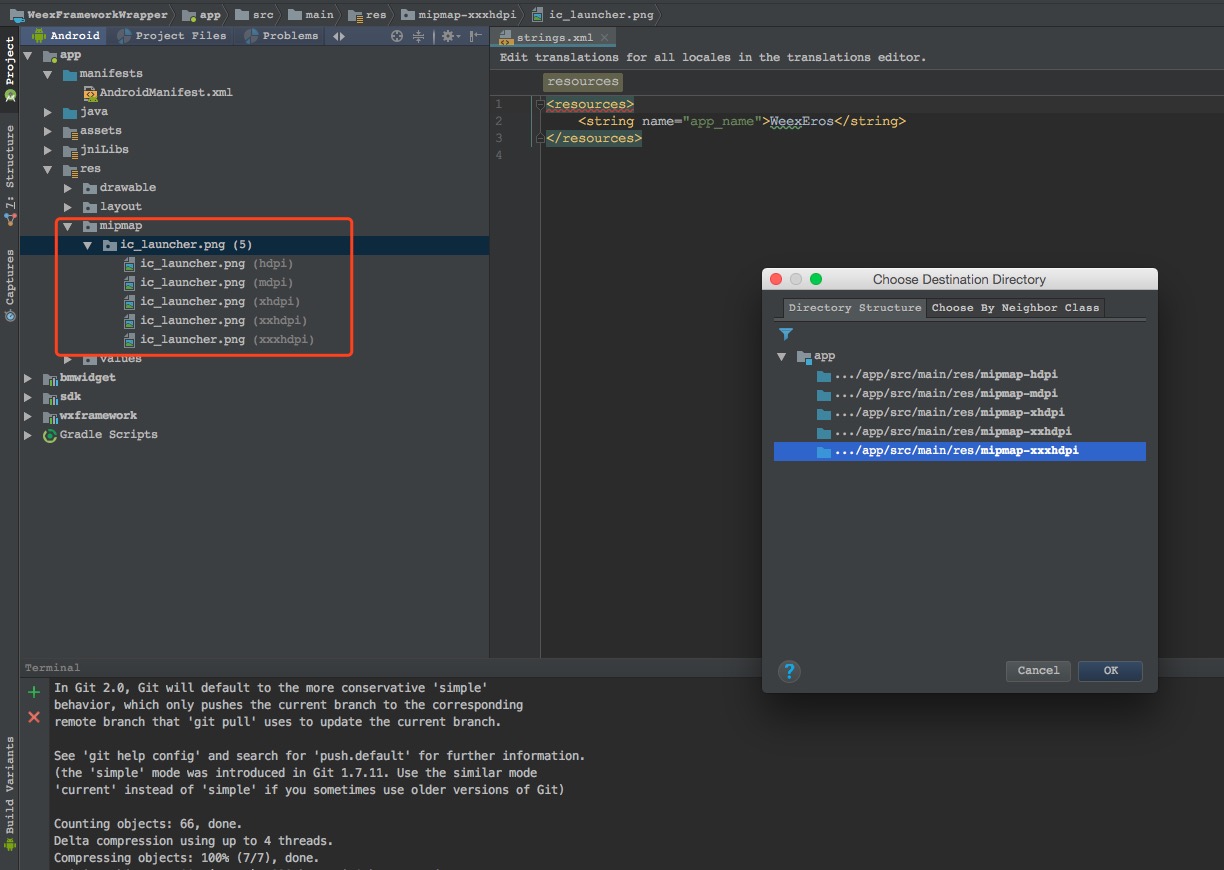 WeexFrameworkWrapper app src main res mipmap-xxxhdpi ic_launcher.png
Android Project Files Problems
strings.xml
Project
7: Structure
Captures
Build Variants
app
manifests
AndroidManifest.xml
java
assets
jniLibs
res
drawable
layout
mipmap
ic_launcher.png (5)
ic_launcher.png (hdpi)
ic_launcher.png (mdpi)
ic_launcher.png (xhdpi)
ic_launcher.png (xxhdpi)
ic_launcher.png (xxxhdpi)
values
bmwidget
sdk
wxframework
Gradle Scripts
Edit translations for all locales in the translations editor.
resources
1 <resources>
2 <string name="app_name">WeexEros</string>
3 </resources>
4
Choose Destination Directory
Directory Structure Choose By Neighbor Class
app
.../app/src/main/res/mipmap-hdpi
.../app/src/main/res/mipmap-mdpi
.../app/src/main/res/mipmap-xhdpi
.../app/src/main/res/mipmap-xxhdpi
.../app/src/main/res/mipmap-xxxhdpi
? Cancel OK
Terminal
In Git 2.0, Git will default to the more conservative 'simple'
behavior, which only pushes the current branch to the corresponding
remote branch that 'git pull' uses to update the current branch.
See 'git help config' and search for 'push.default' for further information.
(the 'simple' mode was introduced in Git 1.7.11. Use the similar mode
'current' instead of 'simple' if you sometimes use older versions of Git)
Counting objects: 66, done.
Delta compression using up to 4 threads.
Compressing objects: 100% (7/7), done.